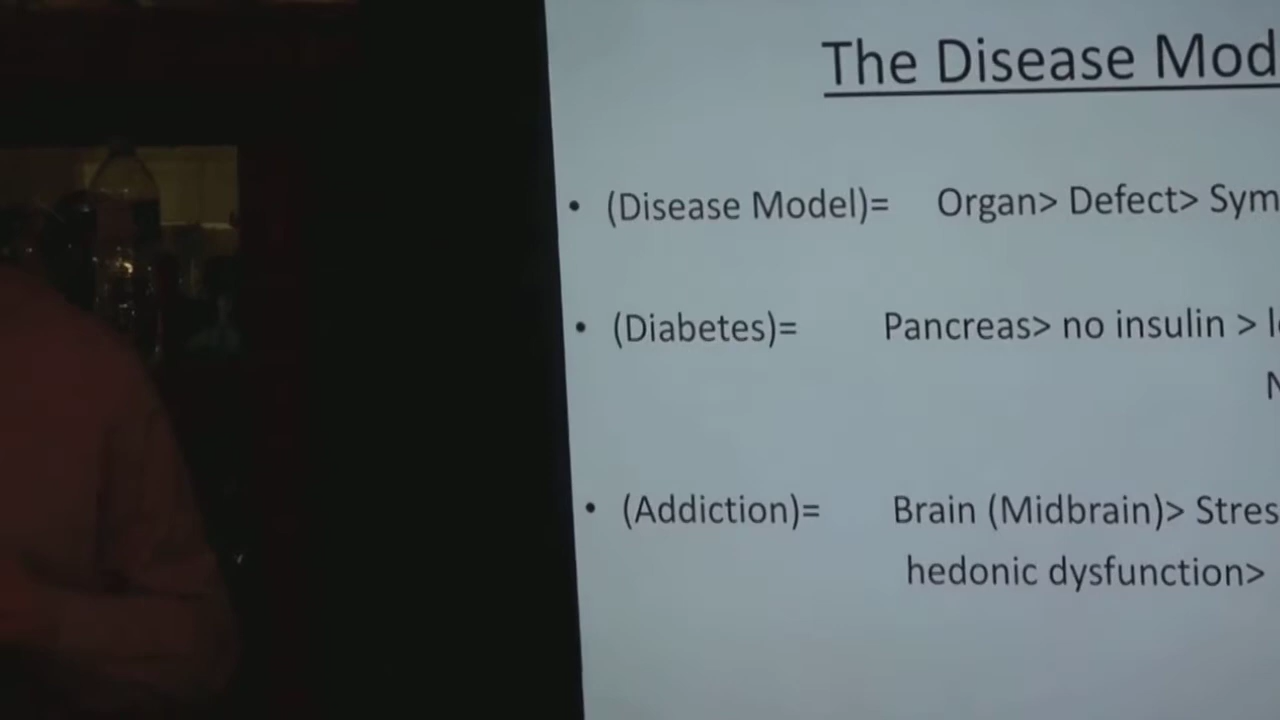 The Disease Mod
• (Disease Model)= Organ> Defect> Sym
• (Diabetes)= Pancreas> no insulin > l
N
• (Addiction)= Brain (Midbrain)> Stres
hedonic dysfunction>